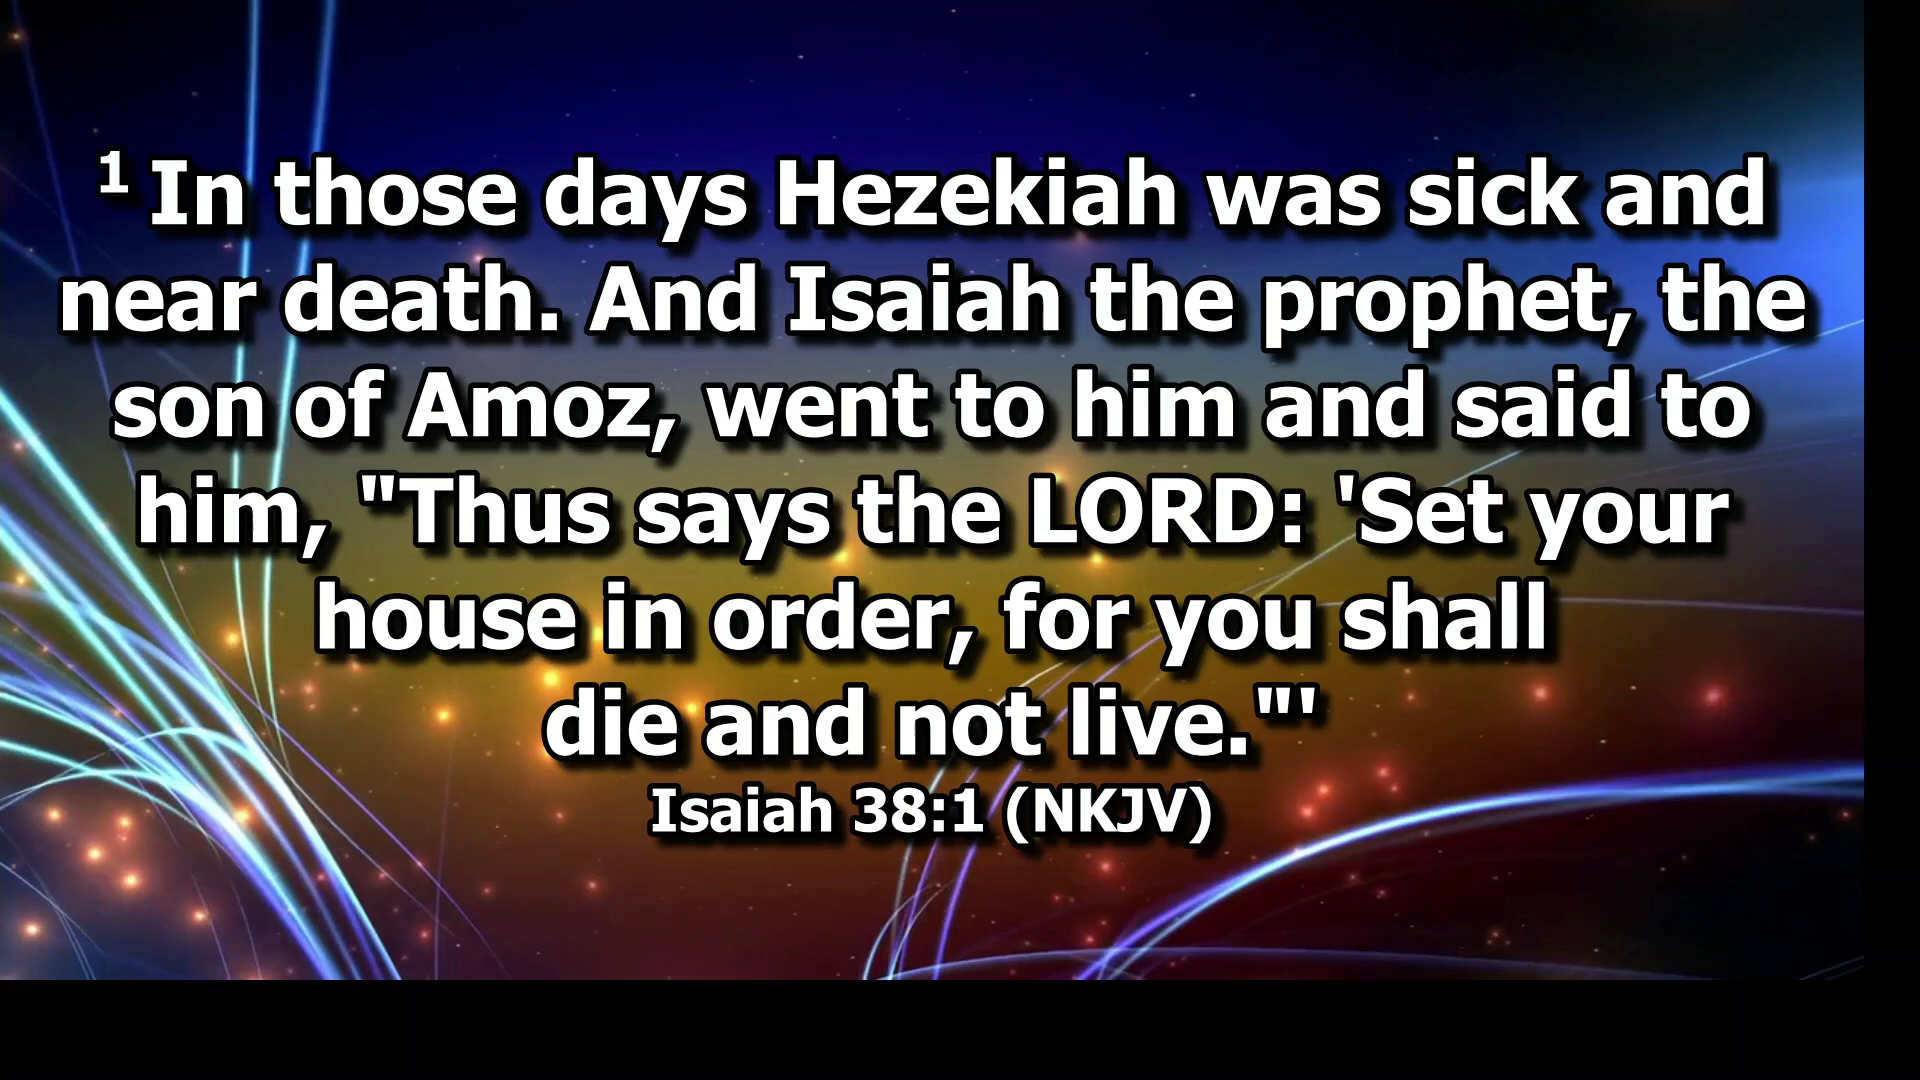 1 In those days Hezekiah was sick and
near death. And Isaiah the prophet, the
son of Amoz, went to him and said to
him, "Thus says the LORD: 'Set your
house in order, for you shall
die and not live."'
Isaiah 38:1 (NKJV)